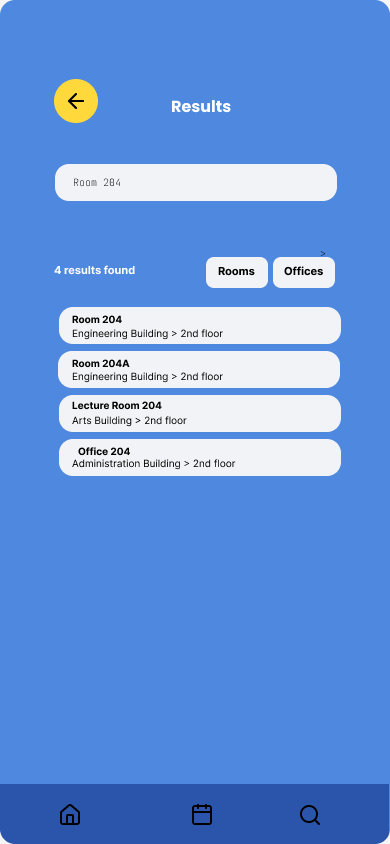 Results
Room 204
>
4 results found
Rooms
Offices
Room 204
Engineering Building > 2nd floor
Room 204A
Engineering Building > 2nd floor
Lecture Room 204
Arts Building > 2nd floor
Office 204
Administration Building > 2nd floor